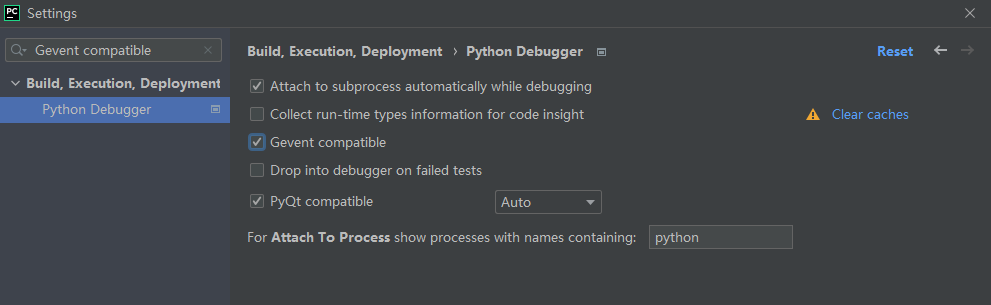 PC Settings
Gevent compatible
Build, Execution, Deployment
Python Debugger
Build, Execution, Deployment › Python Debugger
Reset
Attach to subprocess automatically while debugging
Collect run-time types information for code insight
Clear caches
Gevent compatible
Drop into debugger on failed tests
PyQt compatible
Auto
For Attach To Process show processes with names containing: python